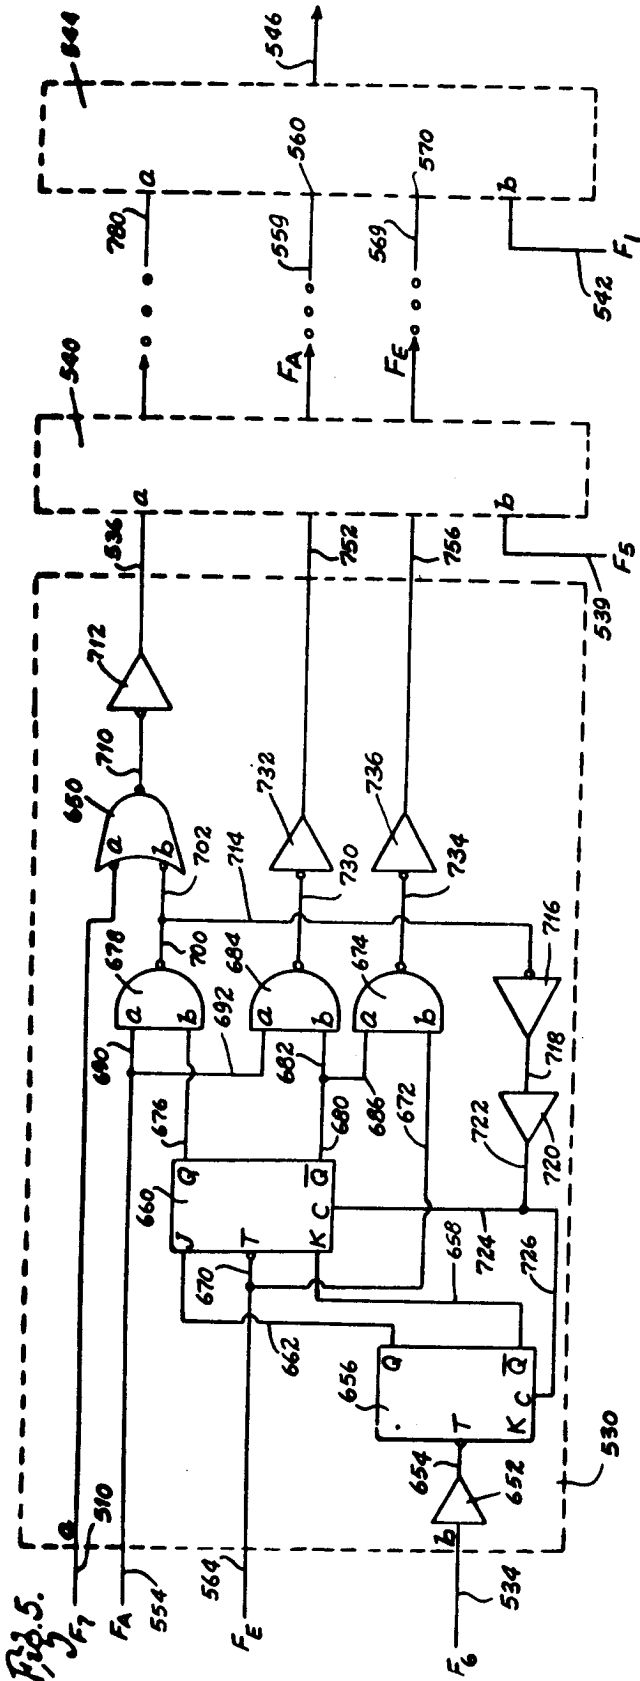 Fig. 5.
F7
510
a
FA
554
FE
564
F6
534
b
652
654
530
656
Q
T
K
C
Q̅
662
658
726
724
722
720
718
716
670
J
T
K
C
660
Q
Q̅
676
680
690
692
682
686
672
a
b
678
a
b
684
a
b
674
700
702
714
a
b
650
710
712
730
732
734
736
536
752
756
539
F5
a
b
540
FA
FE
780
559
569
542
F1
a
b
560
570
544
546